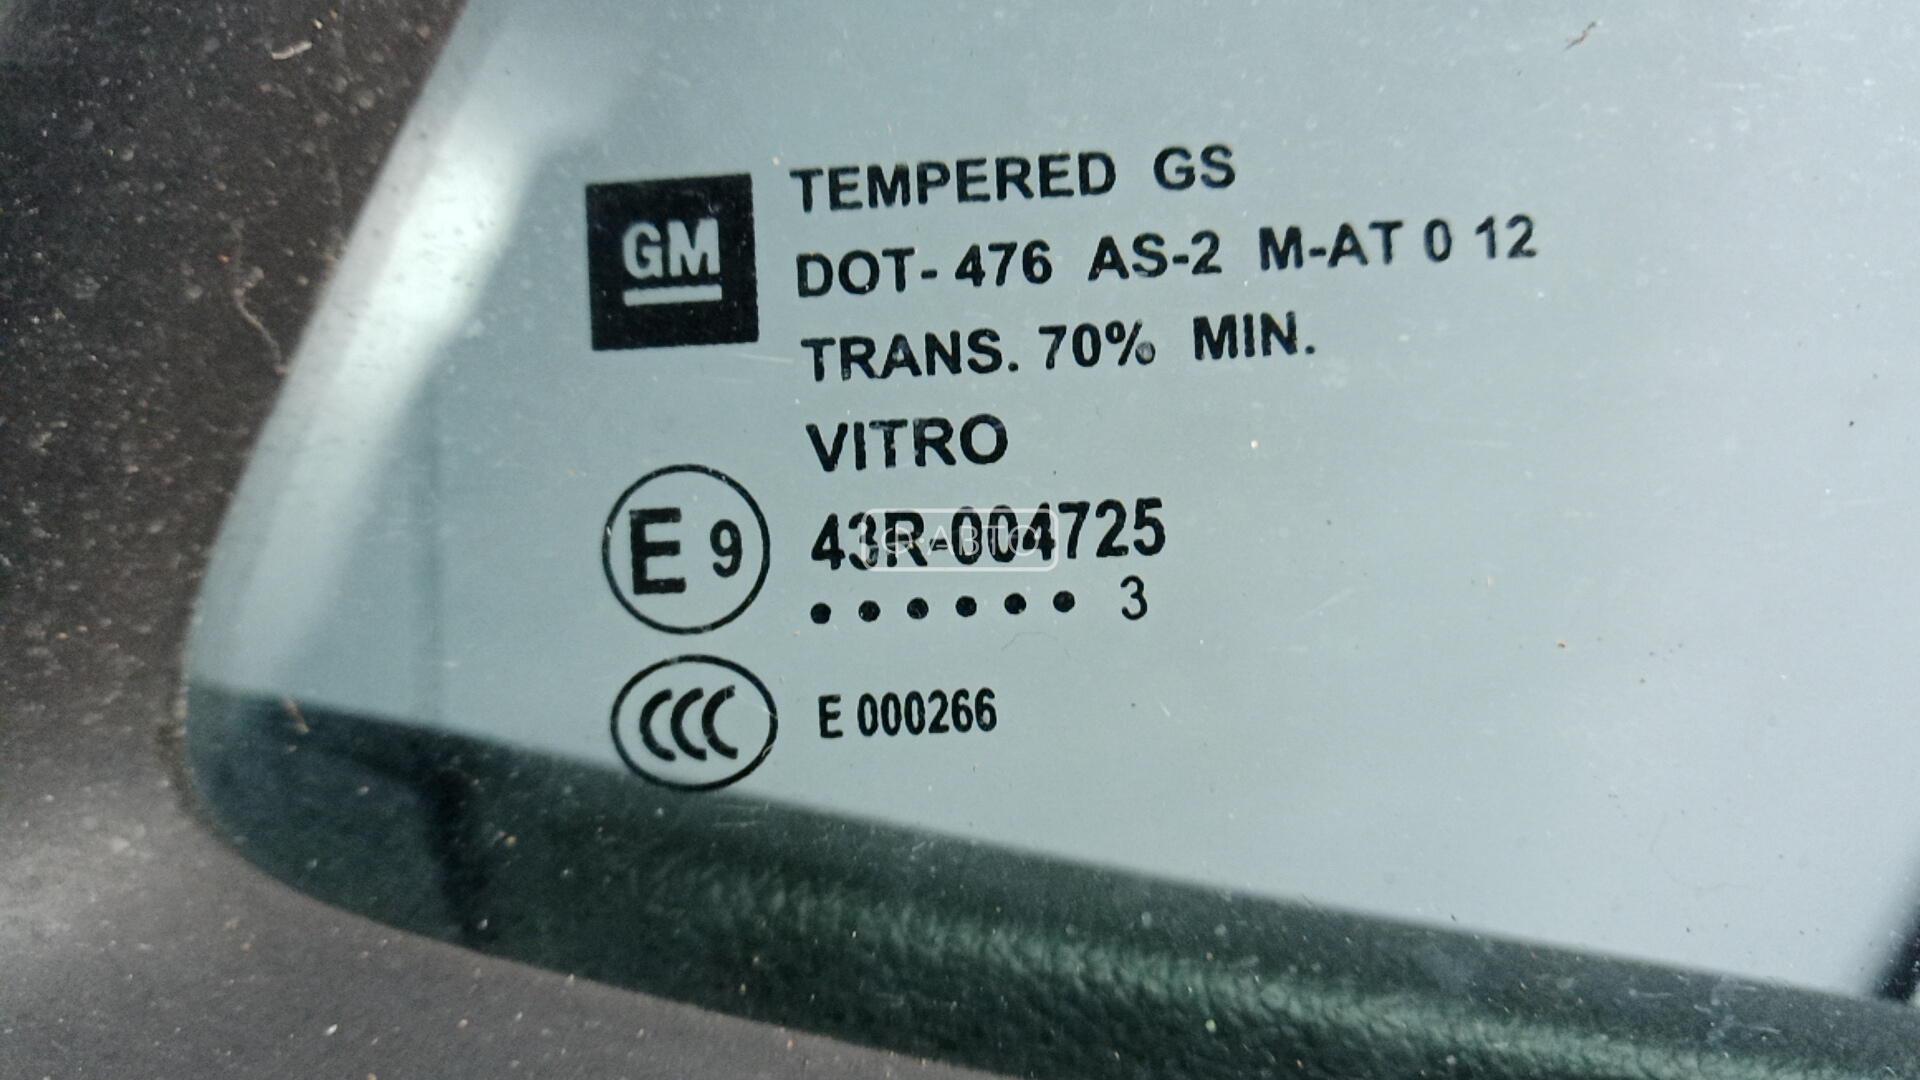 GM
TEMPERED GS
DOT- 476 AS-2 M-AT 0 12
TRANS. 70% MIN.
VITRO
E 9 43R-004725
• • • • • • 3
CCC E 000266
АВТО